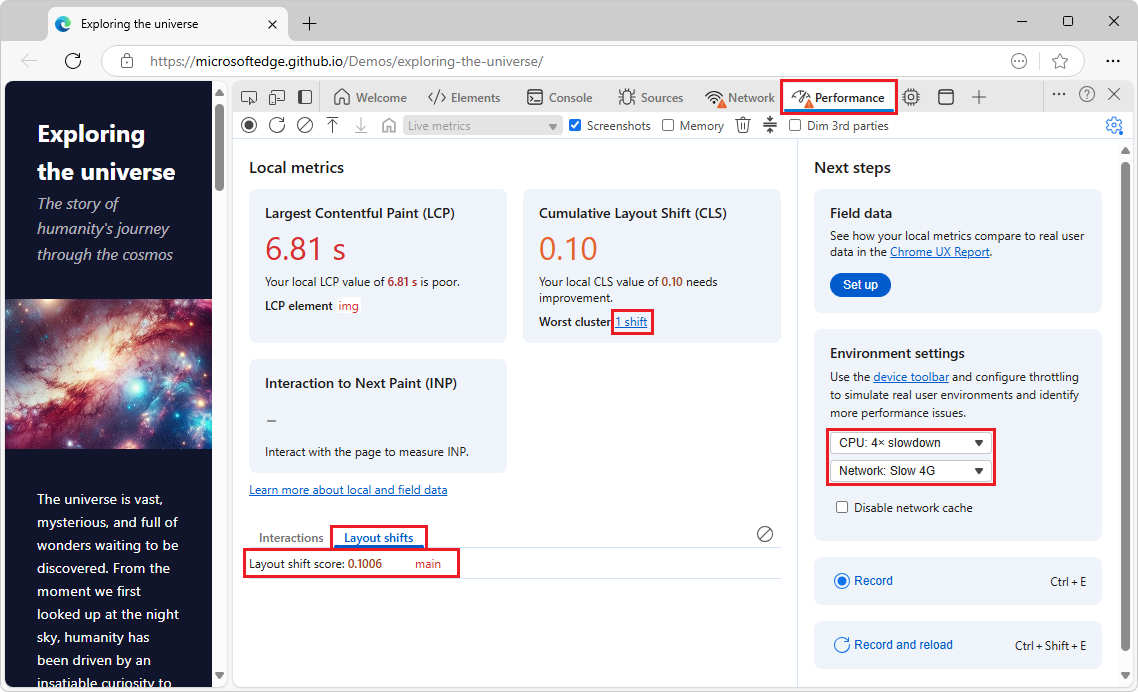 Exploring the universe
https://microsoftedge.github.io/Demos/exploring-the-universe/
Exploring
the universe
The story of
humanity's journey
through the cosmos
The universe is vast,
mysterious, and full of
wonders waiting to be
discovered. From the
moment we first
looked up at the night
sky, humanity has
been driven by an
insatiable curiosity to
Welcome
Elements
Console
Sources
Network
Performance
Live metrics
Screenshots
Memory
Dim 3rd parties
Local metrics
Largest Contentful Paint (LCP)
6.81 s
Your local LCP value of 6.81 s is poor.
LCP element img
Cumulative Layout Shift (CLS)
0.10
Your local CLS value of 0.10 needs
improvement.
Worst cluster 1 shift
Interaction to Next Paint (INP)
–
Interact with the page to measure INP.
Learn more about local and field data
Interactions
Layout shifts
Layout shift score: 0.1006 main
Next steps
Field data
See how your local metrics compare to real user
data in the Chrome UX Report.
Set up
Environment settings
Use the device toolbar and configure throttling
to simulate real user environments and identify
more performance issues.
CPU: 4× slowdown
Network: Slow 4G
Disable network cache
Record Ctrl + E
Record and reload Ctrl + Shift + E